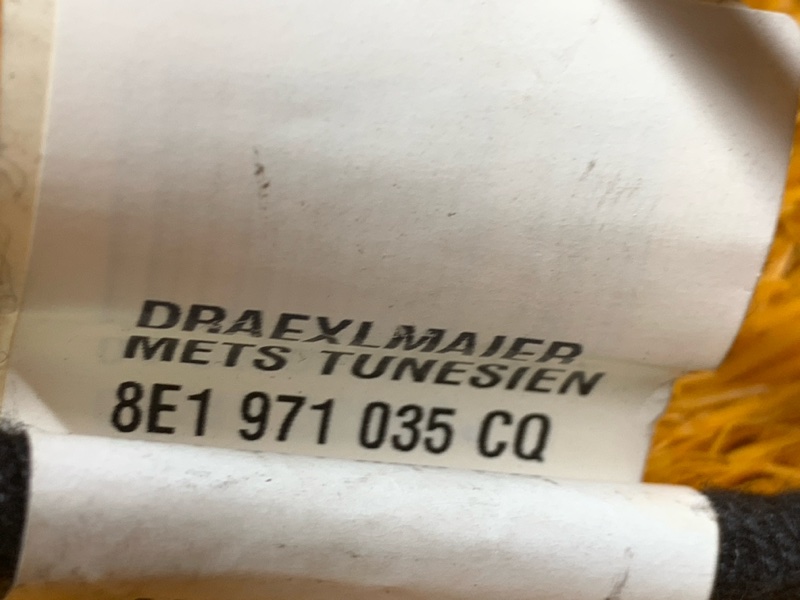 DRAEXLMAIER
METS TUNESIEN
8E1 971 035 CQ